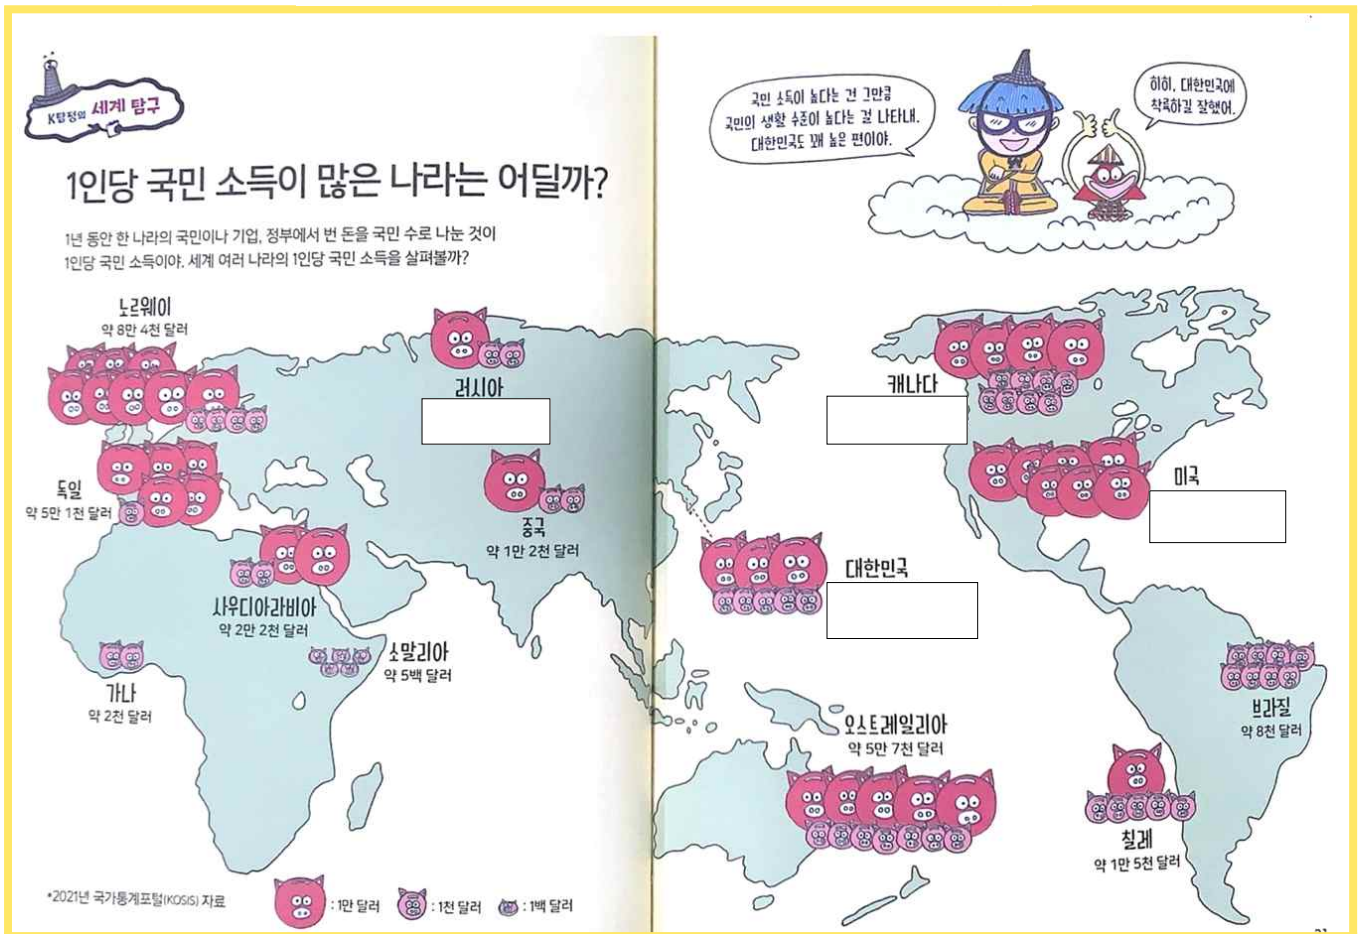 K탐정의 세계 탐구
1인당 국민 소득이 많은 나라는 어딜까?
1년 동안 한 나라의 국민이나 기업, 정부에서 번 돈을 국민 수로 나눈 것이
1인당 국민 소득이야. 세계 여러 나라의 1인당 국민 소득을 살펴볼까?
국민 소득이 높다는 건 그만큼
국민의 생활 수준이 높다는 걸 나타내.
대한민국도 꽤 높은 편이야.
히히, 대한민국에
착륙하길 잘했어.
노르웨이
약 8만 4천 달러
러시아
캐나다
독일
약 5만 1천 달러
중국
약 1만 2천 달러
미국
사우디아라비아
약 2만 2천 달러
대한민국
소말리아
약 5백 달러
가나
약 2천 달러
오스트레일리아
약 5만 7천 달러
브라질
약 8천 달러
칠레
약 1만 5천 달러
*2021년 국가통계포털(KOSIS) 자료
: 1만 달러
: 1천 달러
: 1백 달러